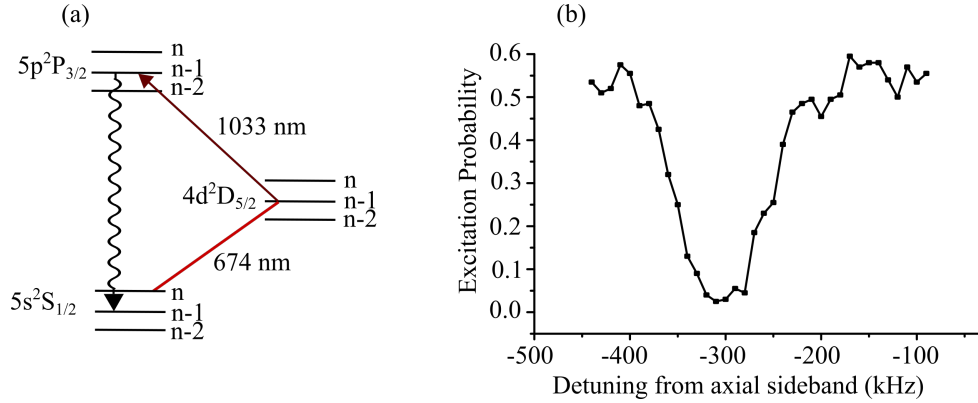 (a)
n
5p²P₃/₂
n-1
n-2
1033 nm
n
4d²D₅/₂
n-1
n-2
674 nm
n
5s²S₁/₂
n-1
n-2
(b)
Excitation Probability
0.6
0.5
0.4
0.3
0.2
0.1
0.0
-500 -400 -300 -200 -100
Detuning from axial sideband (kHz)